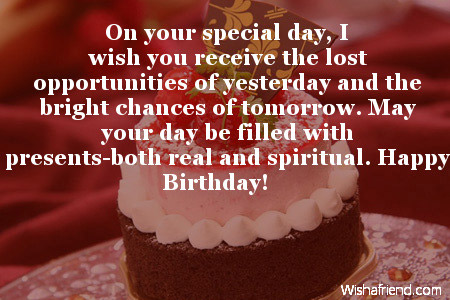 On your special day, I
wish you receive the lost
opportunities of yesterday and the
bright chances of tomorrow. May
your day be filled with
presents-both real and spiritual. Happy
Birthday!
Wishafriend.com